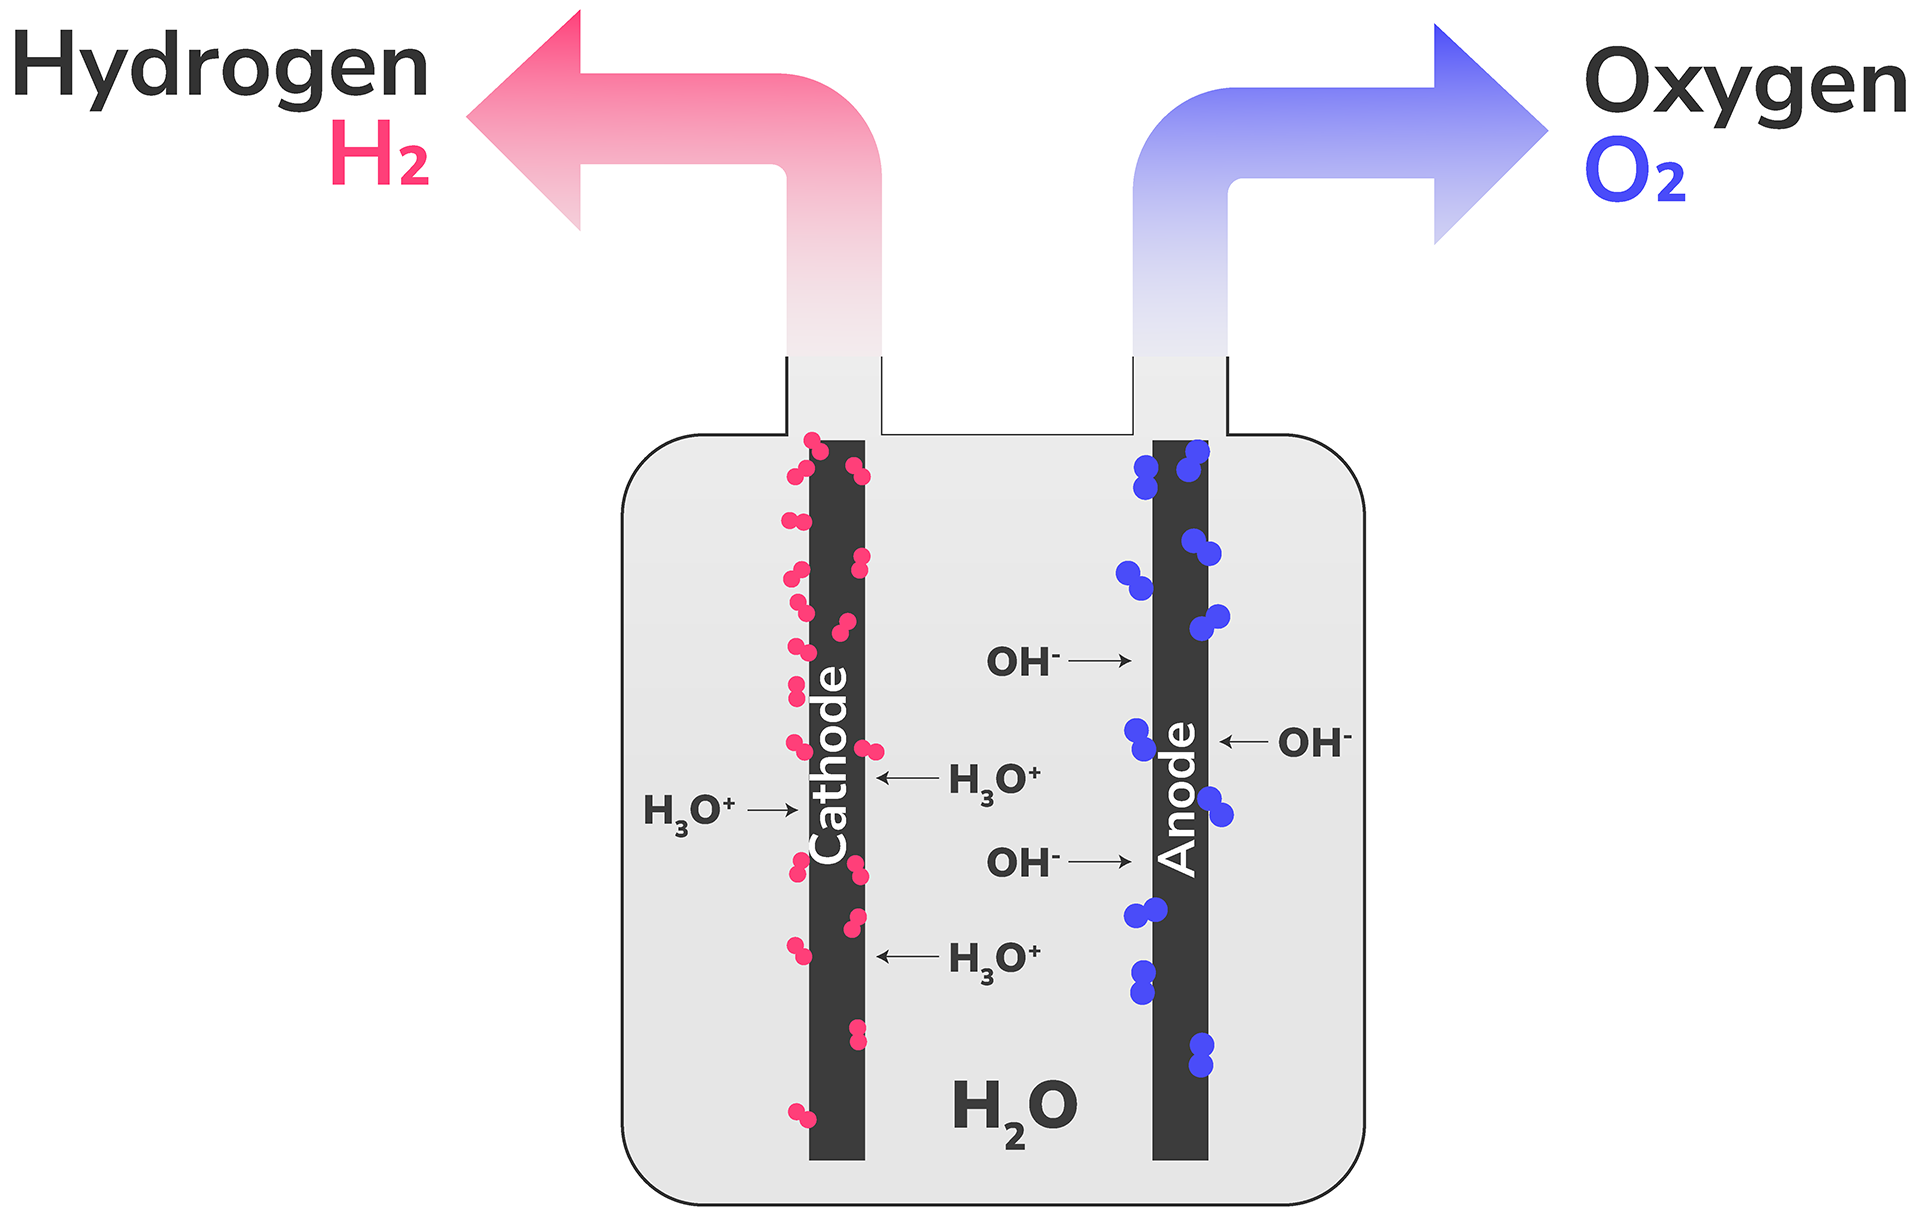 Hydrogen
H₂
Oxygen
O₂
Cathode
Anode
OH⁻
OH⁻
H₃O⁺
H₃O⁺
OH⁻
H₃O⁺
H₂O